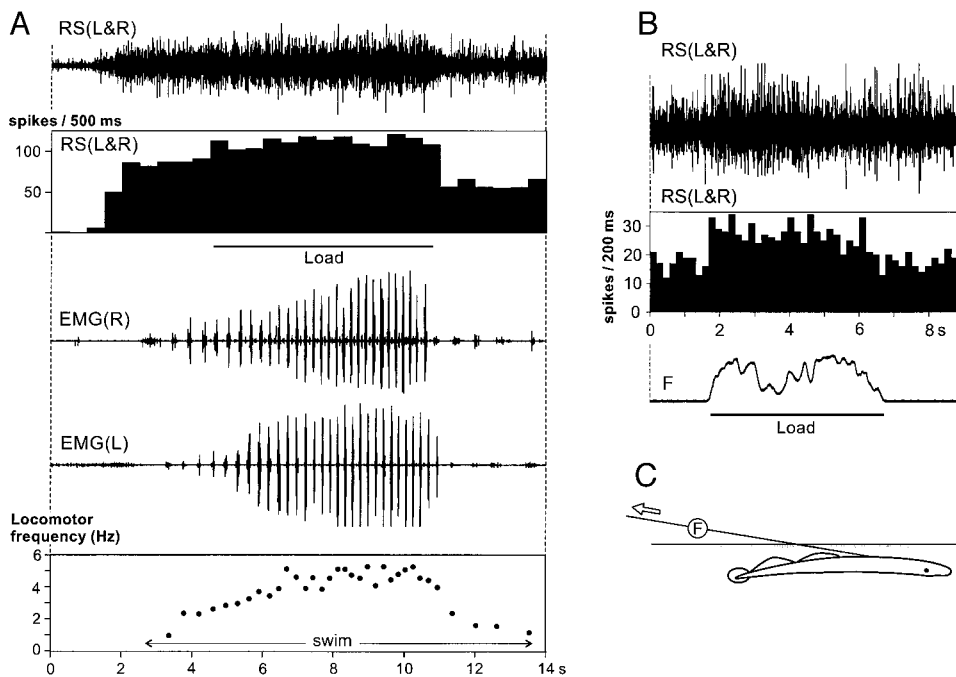 A
RS(L&R)
spikes / 500 ms
RS(L&R)
100
50
Load
EMG(R)
EMG(L)
Locomotor
frequency (Hz)
6
4
2
0
swim
0 2 4 6 8 10 12 14 s
B
RS(L&R)
RS(L&R)
spikes / 200 ms
30
20
10
0
0 2 4 6 8 s
F
Load
C
F